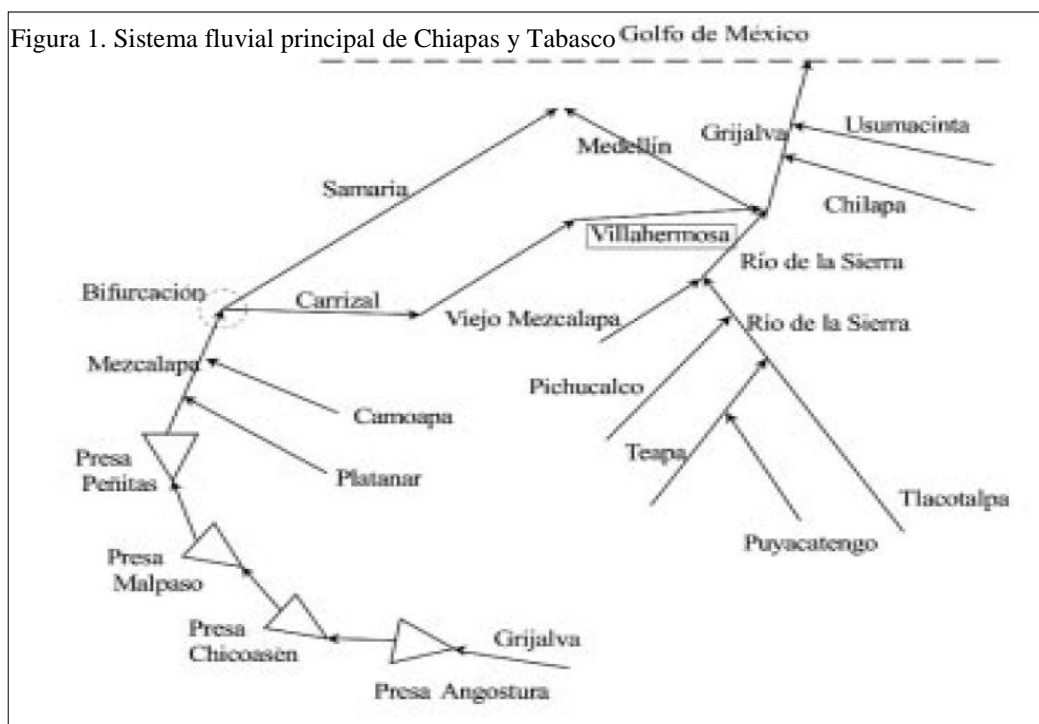 Figura 1. Sistema fluvial principal de Chiapas y Tabasco
Golfo de México
Grijalva
Usumacinta
Medellín
Samaria
Chilapa
Villahermosa
Río de la Sierra
Bifurcación
Carrizal
Viejo Mezcalapa
Río de la Sierra
Mezcalapa
Pichucalco
Camoapa
Presa
Peñitas
Platanar
Teapa
Tlacotalpa
Puyacatengo
Presa
Malpaso
Presa
Chicoasén
Grijalva
Presa Angostura